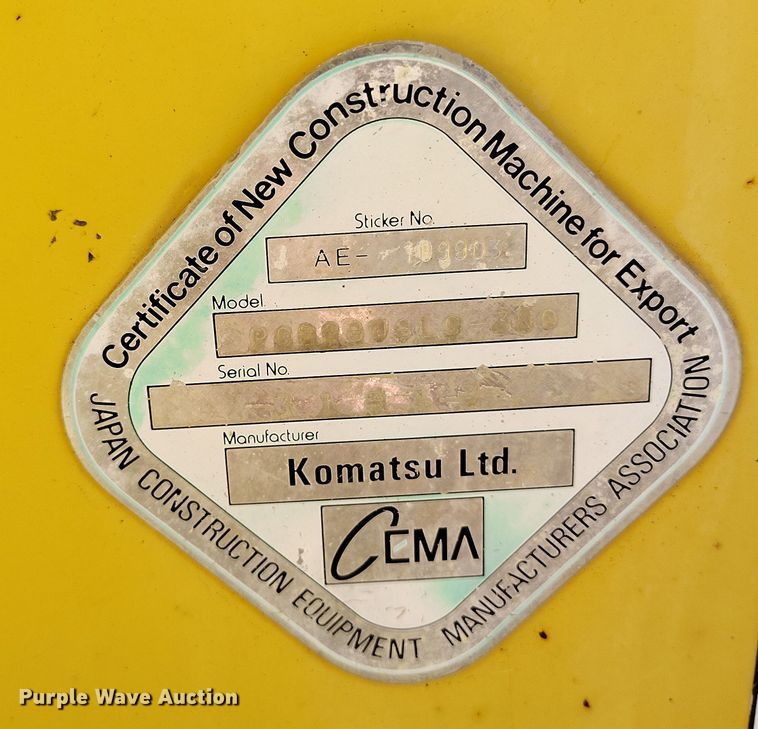 Certificate of New Construction Machine for Export
Sticker No.
AE-
Model
Serial No.
Manufacturer
Komatsu Ltd.
CEMA
JAPAN CONSTRUCTION EQUIPMENT MANUFACTURERS ASSOCIATION
Purple Wave Auction